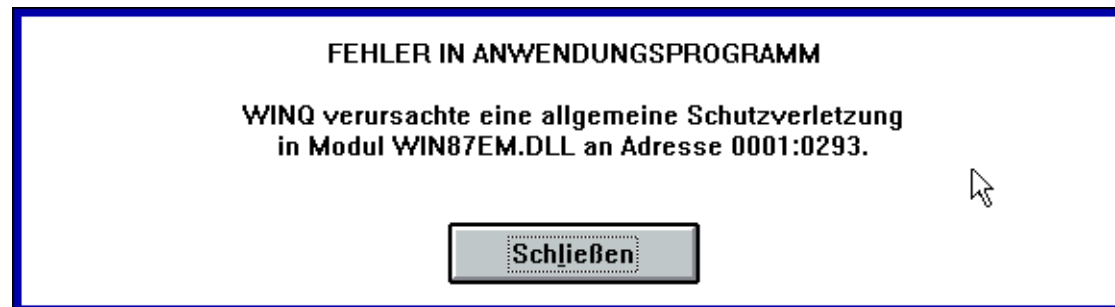 FEHLER IN ANWENDUNGSPROGRAMM
WINQ verursachte eine allgemeine Schutzverletzung
in Modul WIN87EM.DLL an Adresse 0001:0293.
Schließen